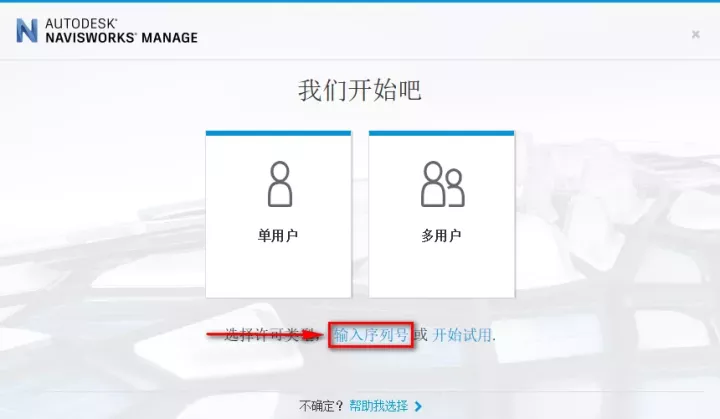 AUTODESK®
NAVISWORKS® MANAGE
我们开始吧
单用户
多用户
选择许可类型, 输入序列号 或 开始试用.
不确定? 帮助我选择